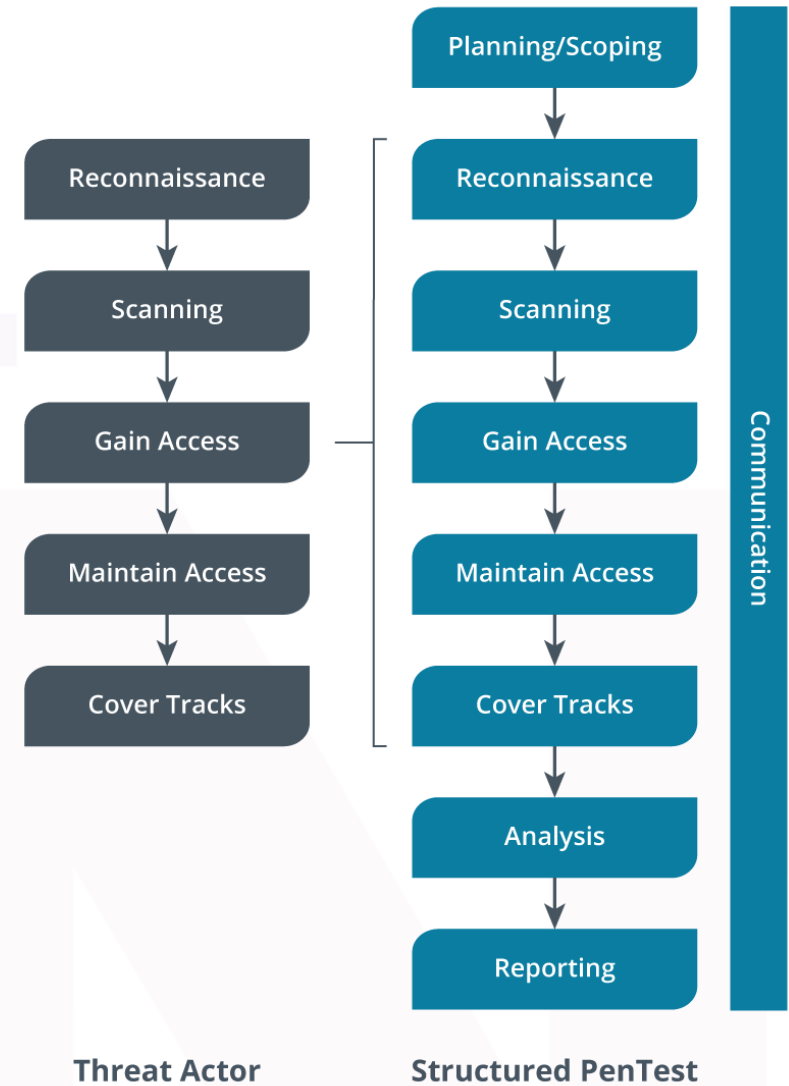 Planning/Scoping
Reconnaissance
Scanning
Gain Access
Maintain Access
Cover Tracks
Reconnaissance
Scanning
Gain Access
Maintain Access
Cover Tracks
Analysis
Reporting
Communication
Threat Actor
Structured PenTest